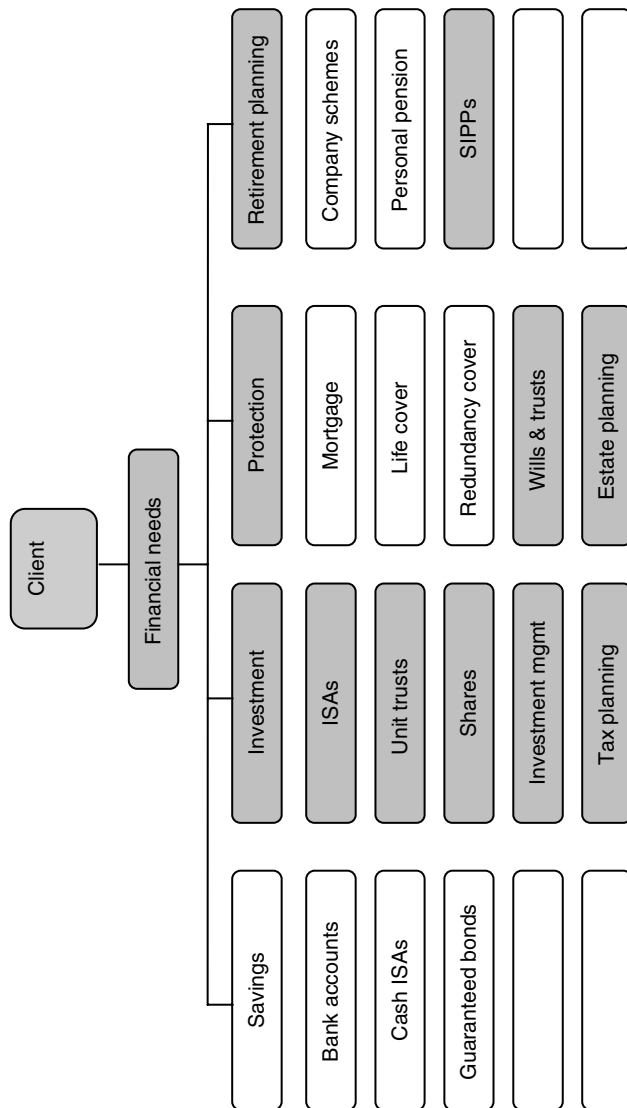 Client
Financial needs
Savings
Bank accounts
Cash ISAs
Guaranteed bonds
Investment
ISAs
Unit trusts
Shares
Investment mgmt
Tax planning
Protection
Mortgage
Life cover
Redundancy cover
Wills & trusts
Estate planning
Retirement planning
Company schemes
Personal pension
SIPPs